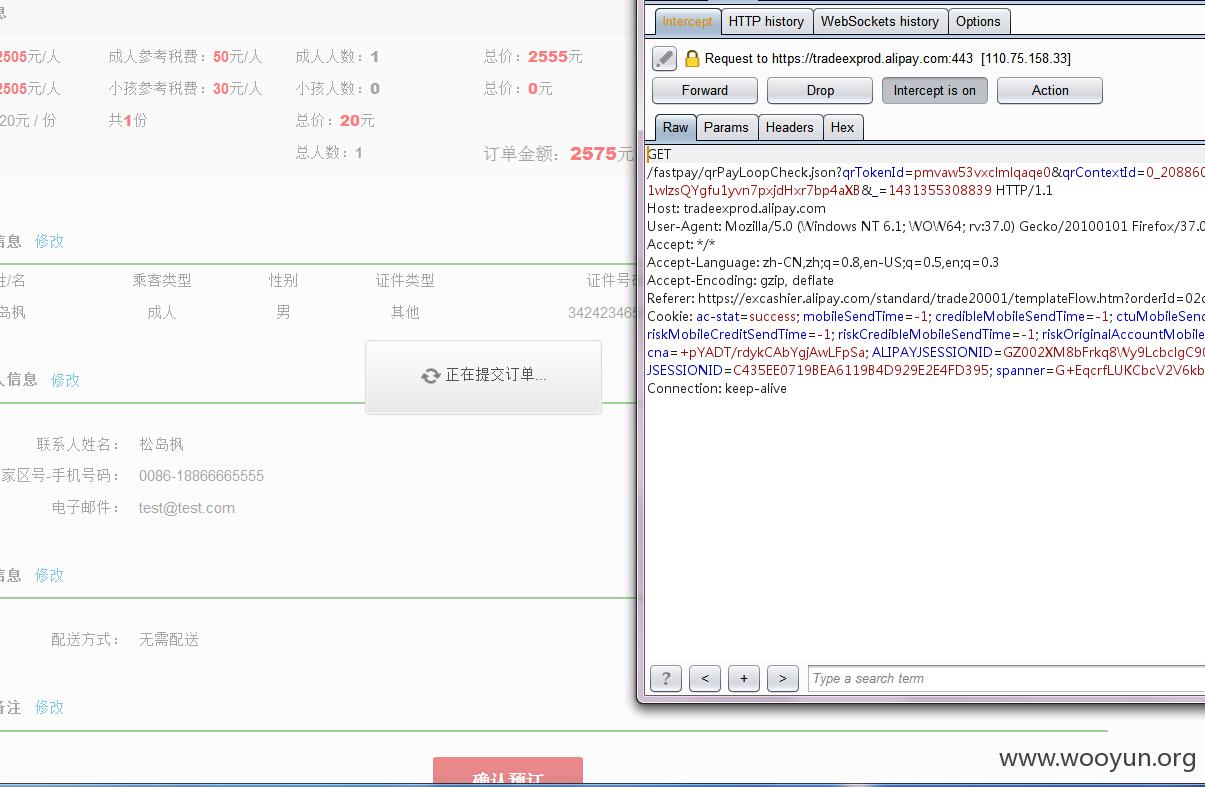 息
2505元/人 成人参考税费：50元/人 成人人数：1 总价：2555元
2505元/人 小孩参考税费：30元/人 小孩人数：0 总价：0元
20元 / 份 共1份 总价：20元
总人数：1 订单金额：2575元
信息 修改
姓/名 乘客类型 性别 证件类型 证件号码
岛枫 成人 男 其他 342423465
人信息 修改
正在提交订单...
联系人姓名： 松岛枫
家区号-手机号码： 0086-18866665555
电子邮件： test@test.com
信息 修改
配送方式： 无需配送
备注 修改
确认预订
Intercept HTTP history WebSockets history Options
Request to https://tradeexprod.alipay.com:443 [110.75.158.33]
Forward Drop Intercept is on Action
Raw Params Headers Hex
GET
/fastpay/qrPayLoopCheck.json?qrTokenId=pmvaw53vxclmlqaqe0&qrContextId=0_20886
1wlzsQYgfu1yvn7pxjdHxr7bp4aXB&_=1431355308839 HTTP/1.1
Host: tradeexprod.alipay.com
User-Agent: Mozilla/5.0 (Windows NT 6.1; WOW64; rv:37.0) Gecko/20100101 Firefox/37.0
Accept: */*
Accept-Language: zh-CN,zh;q=0.8,en-US;q=0.5,en;q=0.3
Accept-Encoding: gzip, deflate
Referer: https://excashier.alipay.com/standard/trade20001/templateFlow.htm?orderId=02c
Cookie: ac-stat=success; mobileSendTime=-1; credibleMobileSendTime=-1; ctuMobileSend
riskMobileCreditSendTime=-1; riskCredibleMobileSendTime=-1; riskOriginalAccountMobile
cna=+pYADT/rdykCAbYgjAwLFpSa; ALIPAYJSESSIONID=GZ002XM8bFrkq8Wy9LcbclgC90
JSESSIONID=C435EE0719BEA6119B4D929E2E4FD395; spanner=G+EqcrfLUKCbcV2V6kb
Connection: keep-alive
? < + > Type a search term
www.wooyun.org